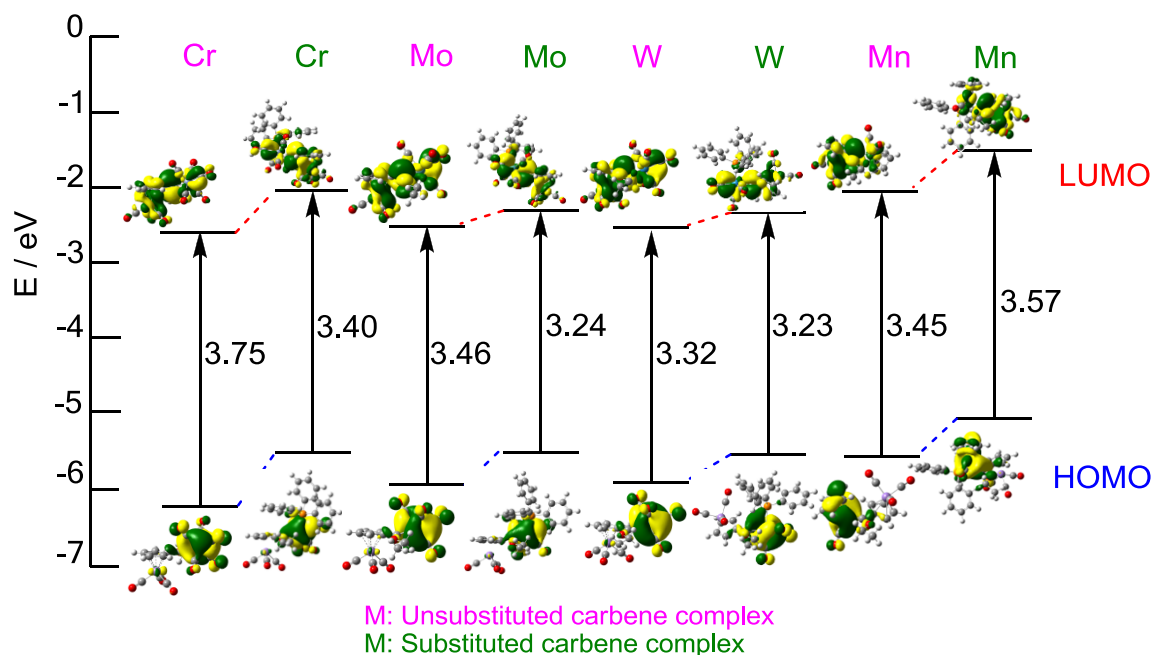 0
Cr Cr Mo Mo W W Mn Mn
-1
-2
LUMO
-3
E / eV
3.75 3.40 3.46 3.24 3.32 3.23 3.45 3.57
-4
-5
-6
HOMO
-7
M: Unsubstituted carbene complex
M: Substituted carbene complex